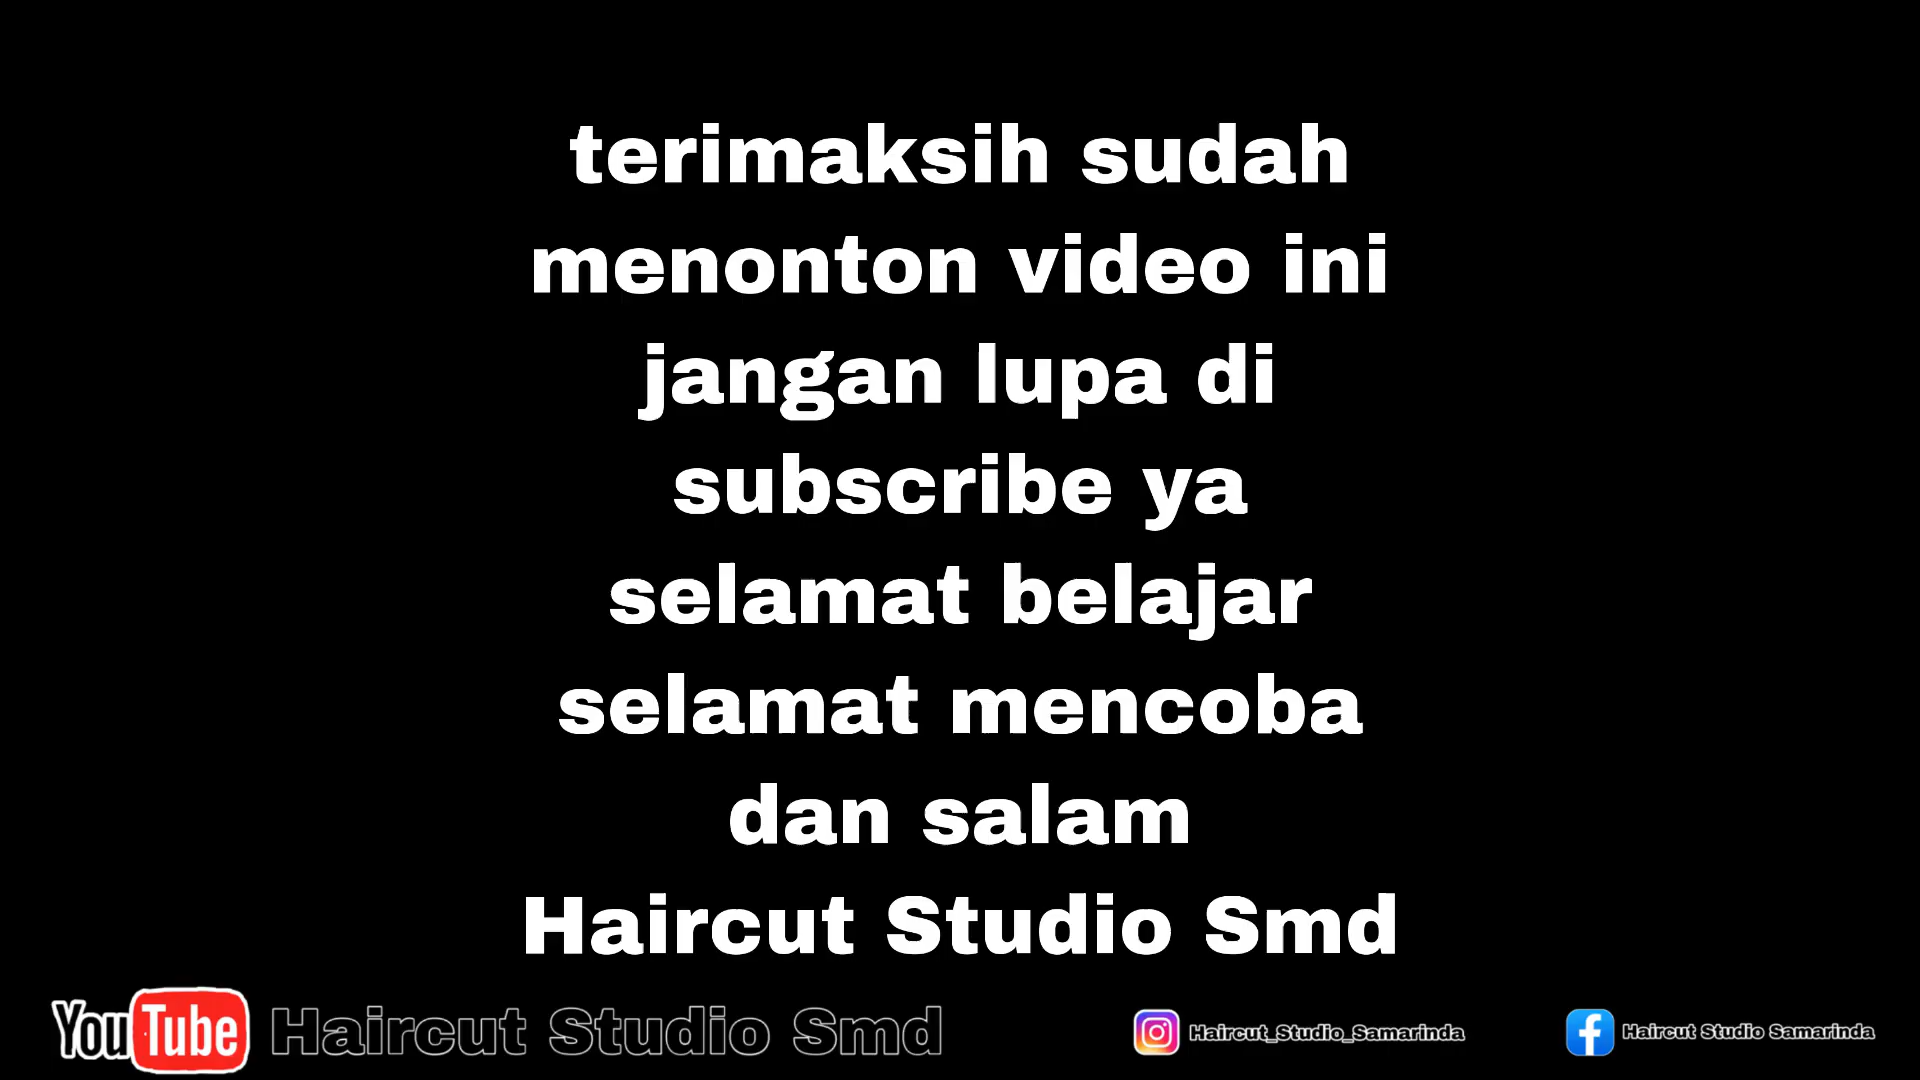 terimaksih sudah
menonton video ini
jangan lupa di
subscribe ya
selamat belajar
selamat mencoba
dan salam
Haircut Studio Smd
YouTube Haircut Studio Smd
Haircut_Studio_Samarinda
Haircut Studio Samarinda